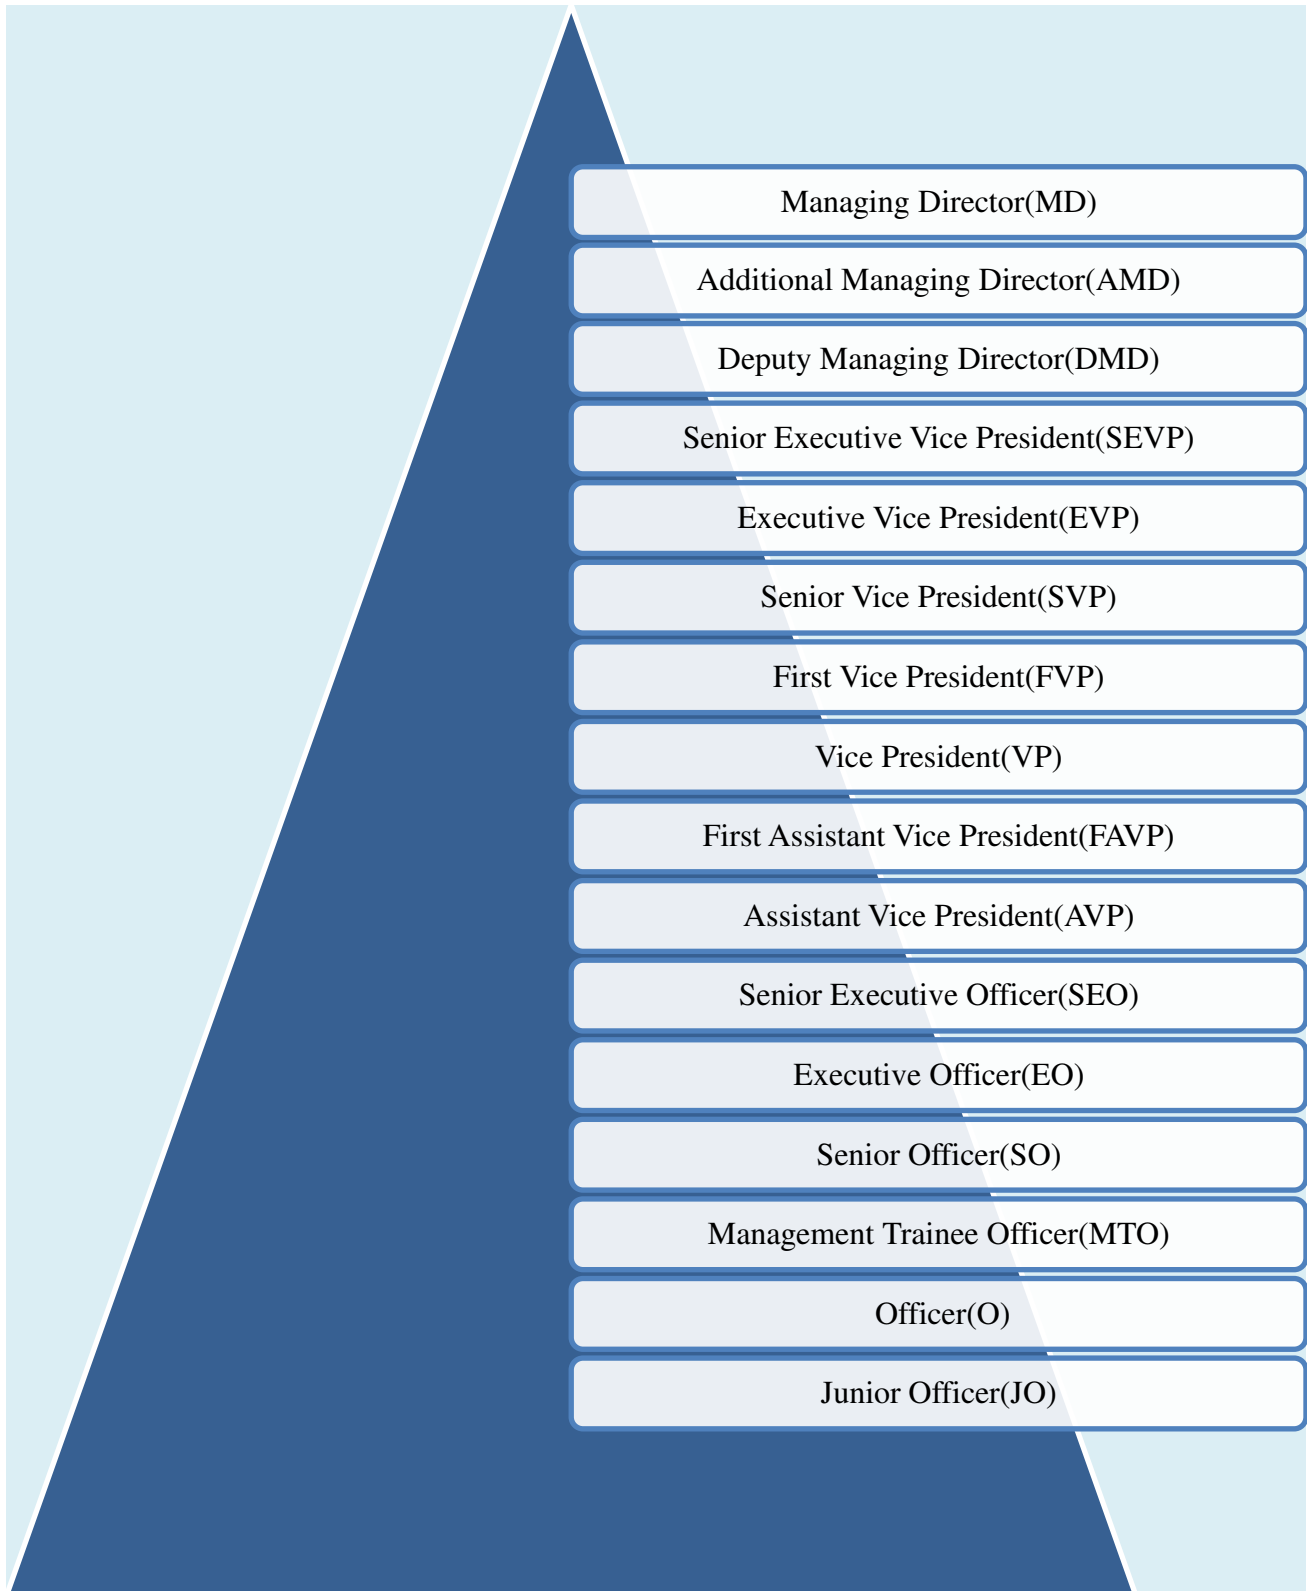 Managing Director(MD)
Additional Managing Director(AMD)
Deputy Managing Director(DMD)
Senior Executive Vice President(SEVP)
Executive Vice President(EVP)
Senior Vice President(SVP)
First Vice President(FVP)
Vice President(VP)
First Assistant Vice President(FAVP)
Assistant Vice President(AVP)
Senior Executive Officer(SEO)
Executive Officer(EO)
Senior Officer(SO)
Management Trainee Officer(MTO)
Officer(O)
Junior Officer(JO)